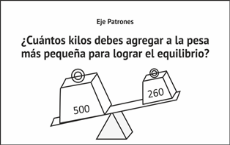 Eje Patrones
¿Cuántos kilos debes agregar a la pesa
más pequeña para lograr el equilibrio?
500
260